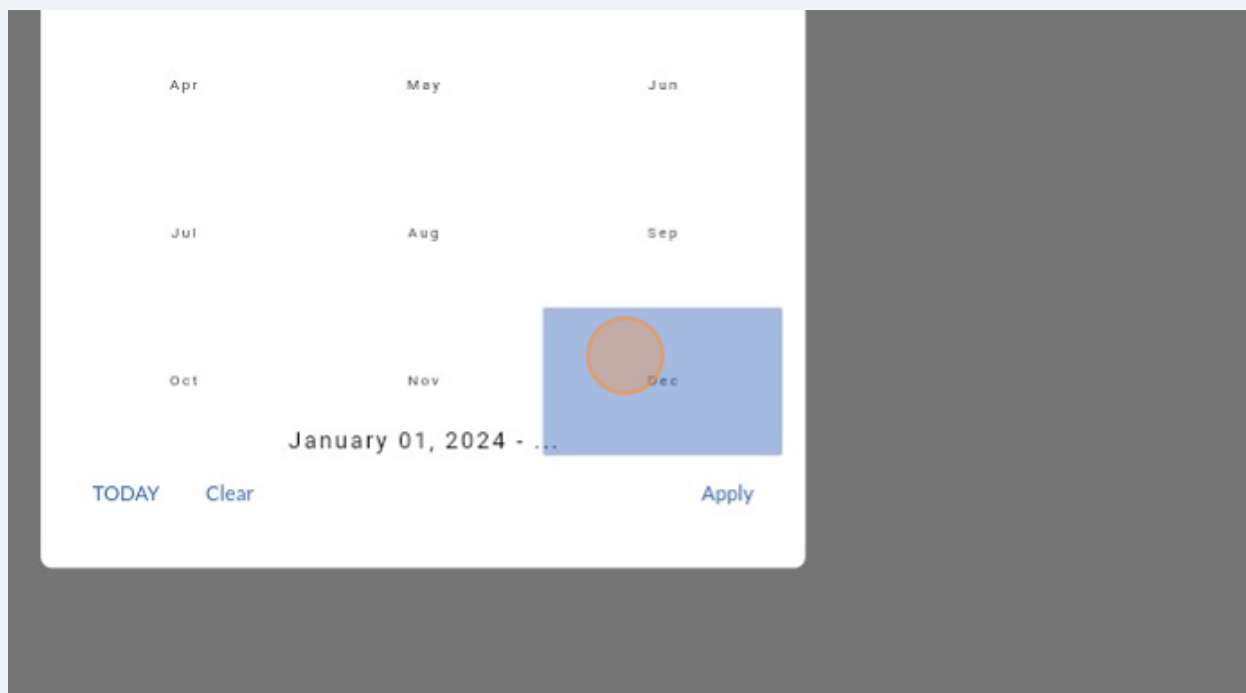 Apr May Jun
Jul Aug Sep
Oct Nov Dec
January 01, 2024 - ...
TODAY Clear Apply